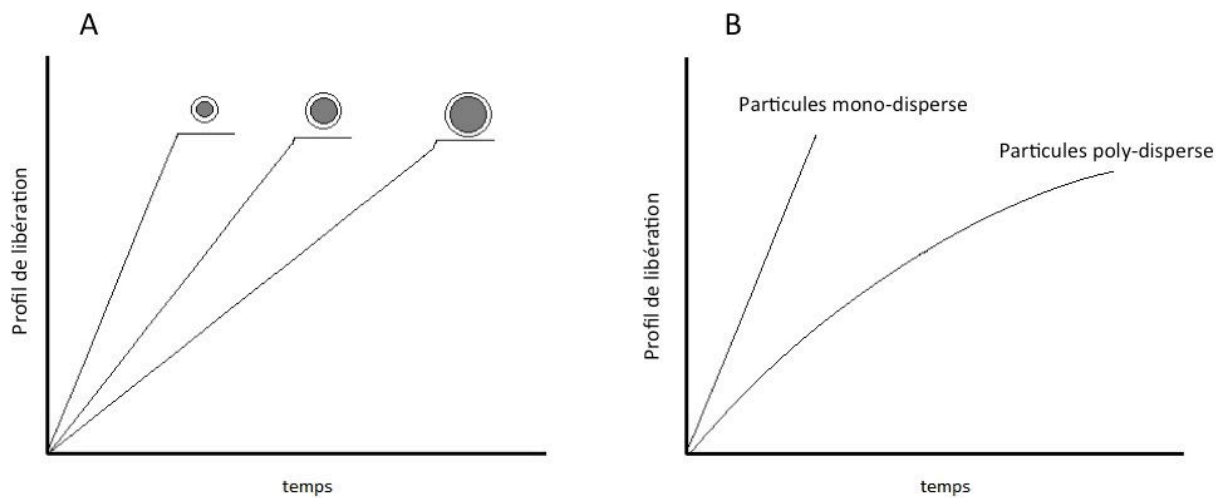 A
Profil de libération
temps
B
Particules mono-disperse
Particules poly-disperse
Profil de libération
temps